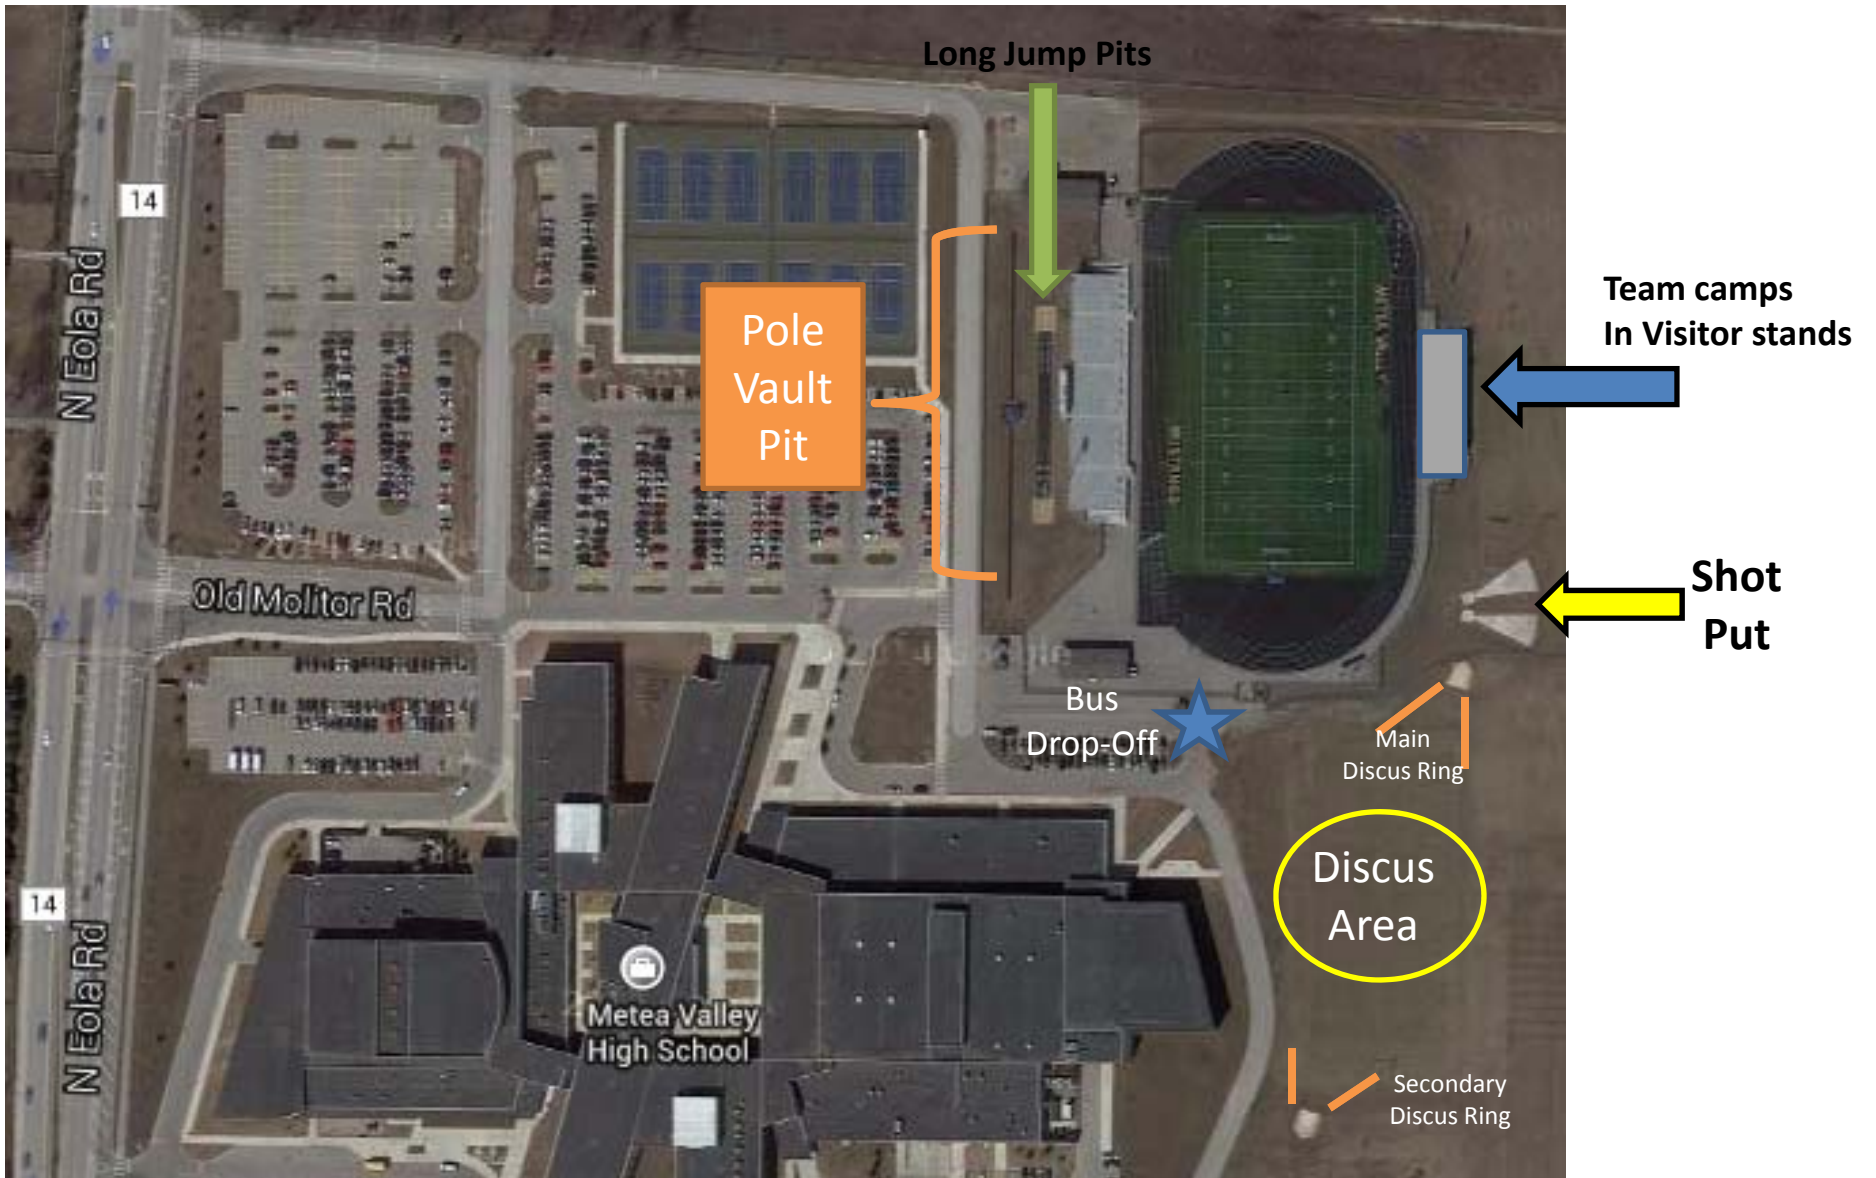 Long Jump Pits
14
N Eola Rd
Team camps
In Visitor stands
Pole
Vault
Pit
Shot
Put
Old Molitor Rd
Bus
Drop-Off
Main
Discus Ring
Discus
Area
14
N Eola Rd
Metea Valley
High School
Secondary
Discus Ring